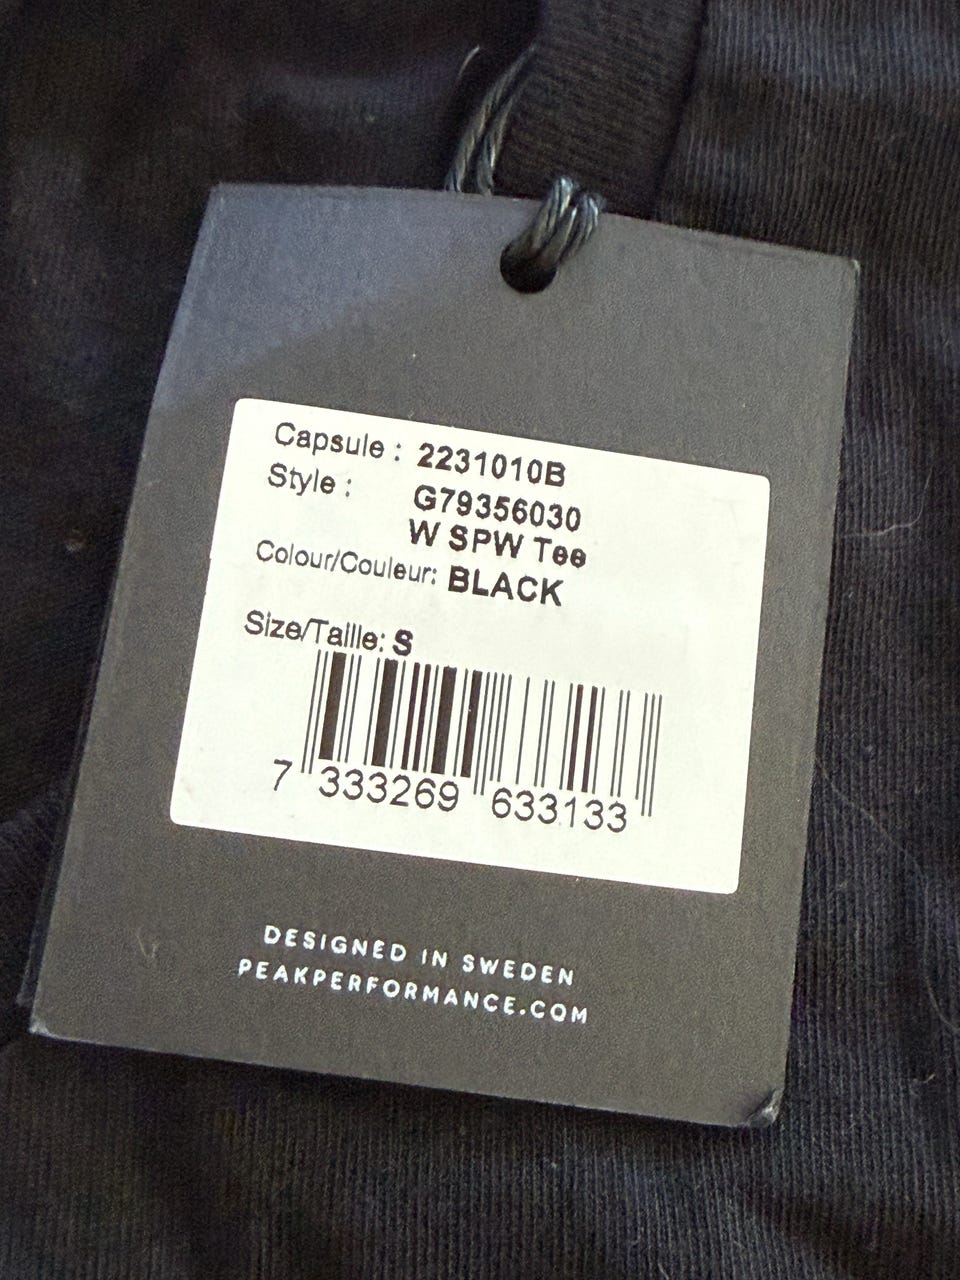 Capsule : 2231010B
Style : G79356030
W SPW Tee
Colour/Couleur: BLACK
Size/Taille: S
7 333269 633133
DESIGNED IN SWEDEN
PEAKPERFORMANCE.COM